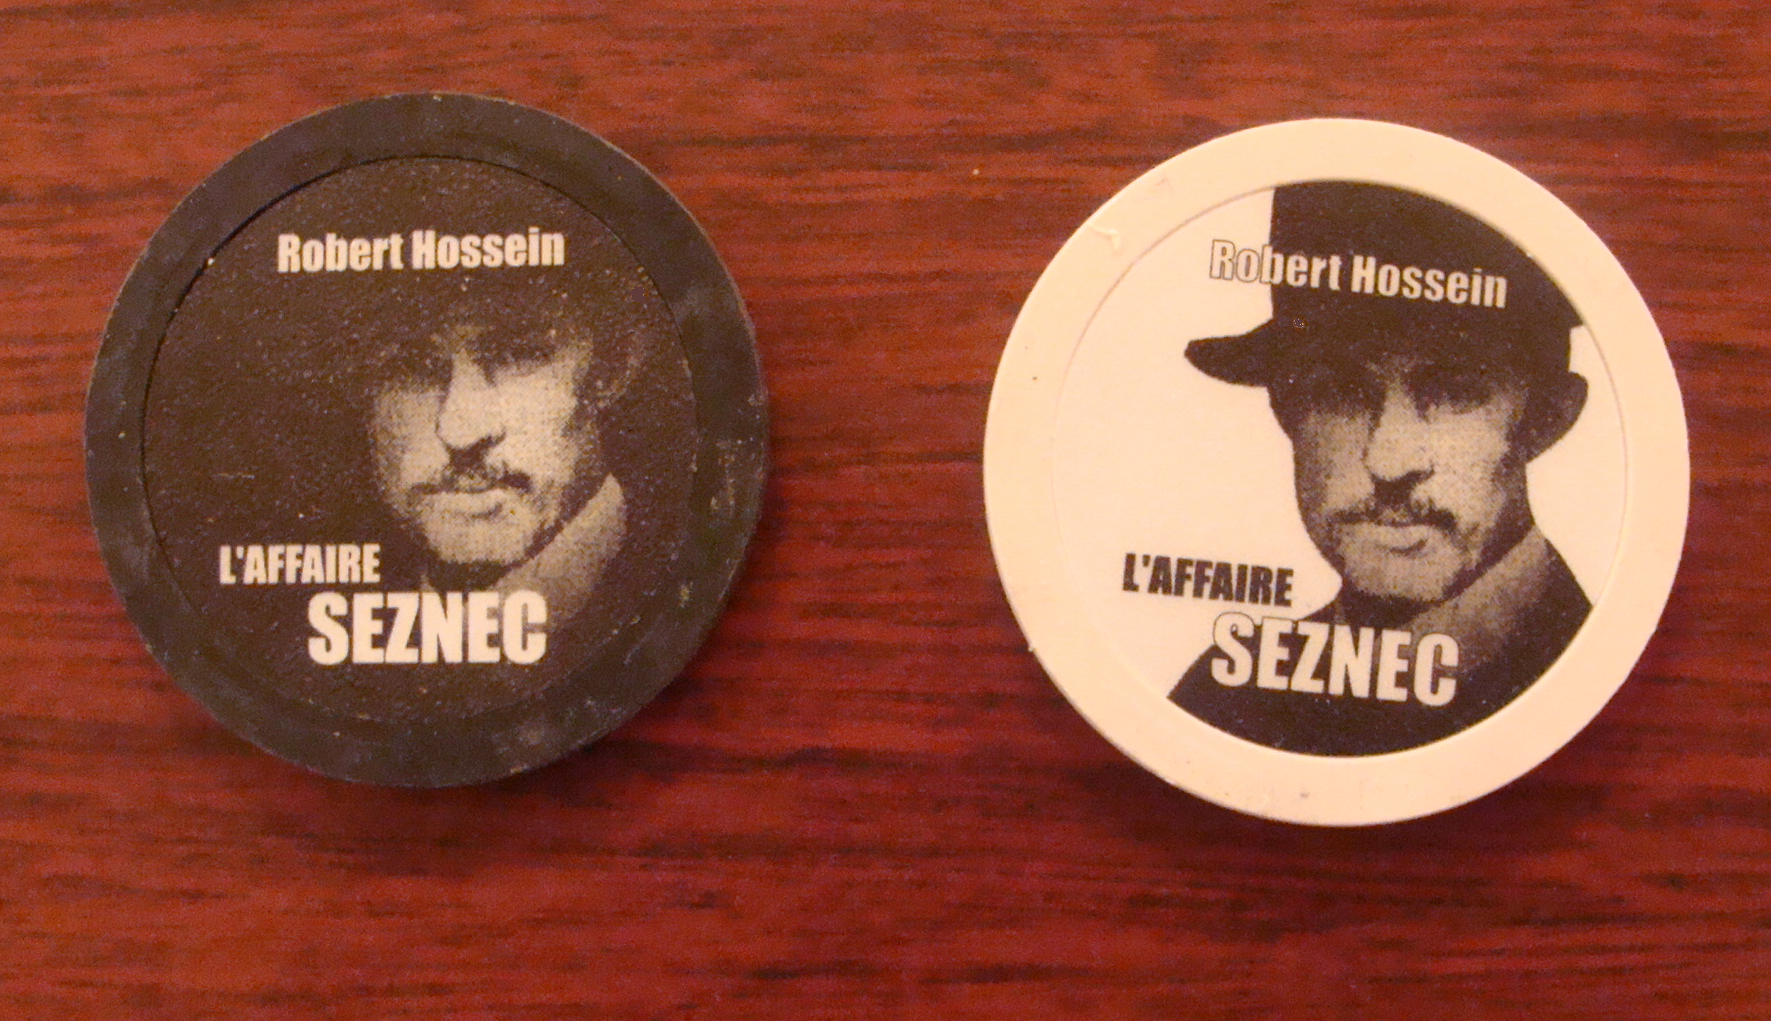 Robert Hossein
L'AFFAIRE
SEZNEC
Robert Hossein
L'AFFAIRE
SEZNEC